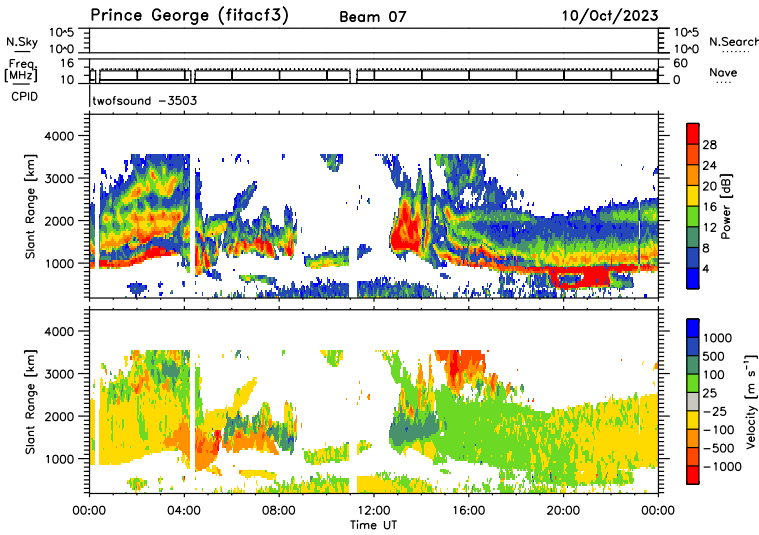 Prince George (fitacf3) Beam 07 10/Oct/2023
N.Sky 10^5 10^0 10^5 10^0 N.Search
Freq. [MHz] 16 10 60 0 Nave
CPID twofsound -3503
Slant Range [km] 4000 3000 2000 1000
Power [dB] 28 24 20 16 12 8 4
Slant Range [km] 4000 3000 2000 1000
Velocity [m s^-1] 1000 500 100 25 -25 -100 -500 -1000
00:00 04:00 08:00 12:00 16:00 20:00 00:00
Time UT